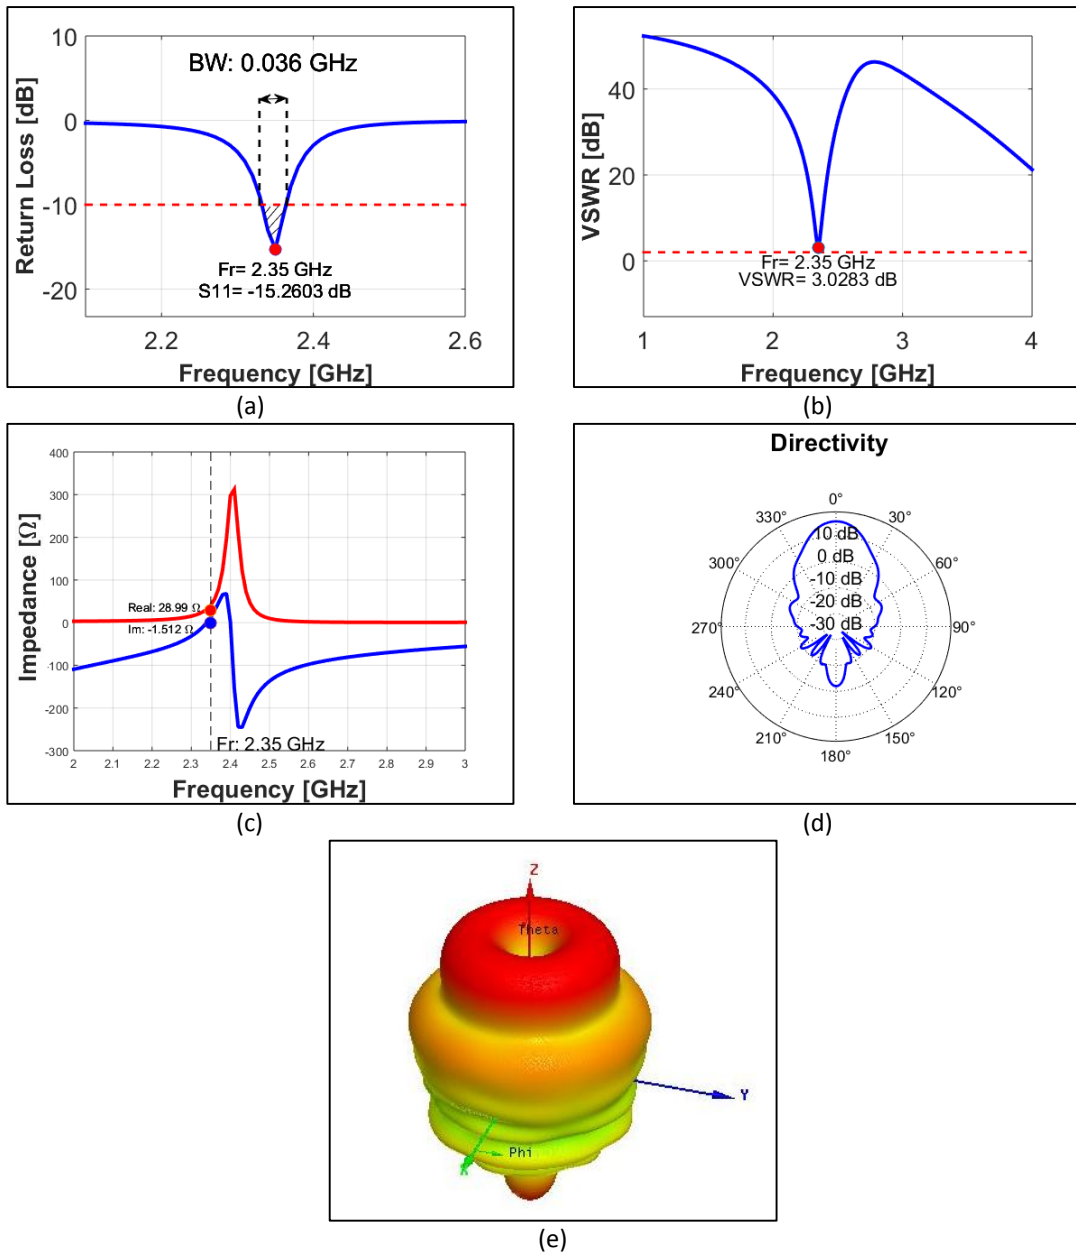 BW: 0.036 GHz
Return Loss [dB]
10
0
-10
-20
Fr= 2.35 GHz
S11= -15.2603 dB
2.2
2.4
2.6
Frequency [GHz]
(a)
VSWR [dB]
40
20
0
Fr= 2.35 GHz
VSWR= 3.0283 dB
1
2
3
4
Frequency [GHz]
(b)
Impedance [Ω]
400
300
200
100
0
-100
-200
-300
Real: 28.99 Ω
Im: -1.512 Ω
Fr: 2.35 GHz
2
2.1
2.2
2.3
2.4
2.5
2.6
2.7
2.8
2.9
3
Frequency [GHz]
(c)
Directivity
0°
30°
60°
90°
120°
150°
180°
210°
240°
270°
300°
330°
10 dB
0 dB
-10 dB
-20 dB
-30 dB
(d)
Z
Theta
Y
Phi
X
(e)